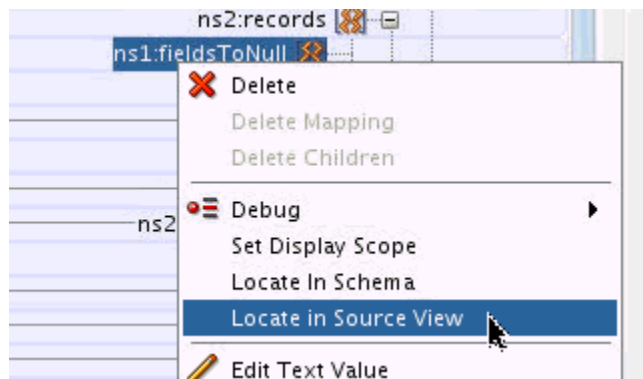 ns2:records
ns1:fieldsToNull
Delete
Delete Mapping
Delete Children
Debug
ns2
Set Display Scope
Locate In Schema
Locate in Source View
Edit Text Value